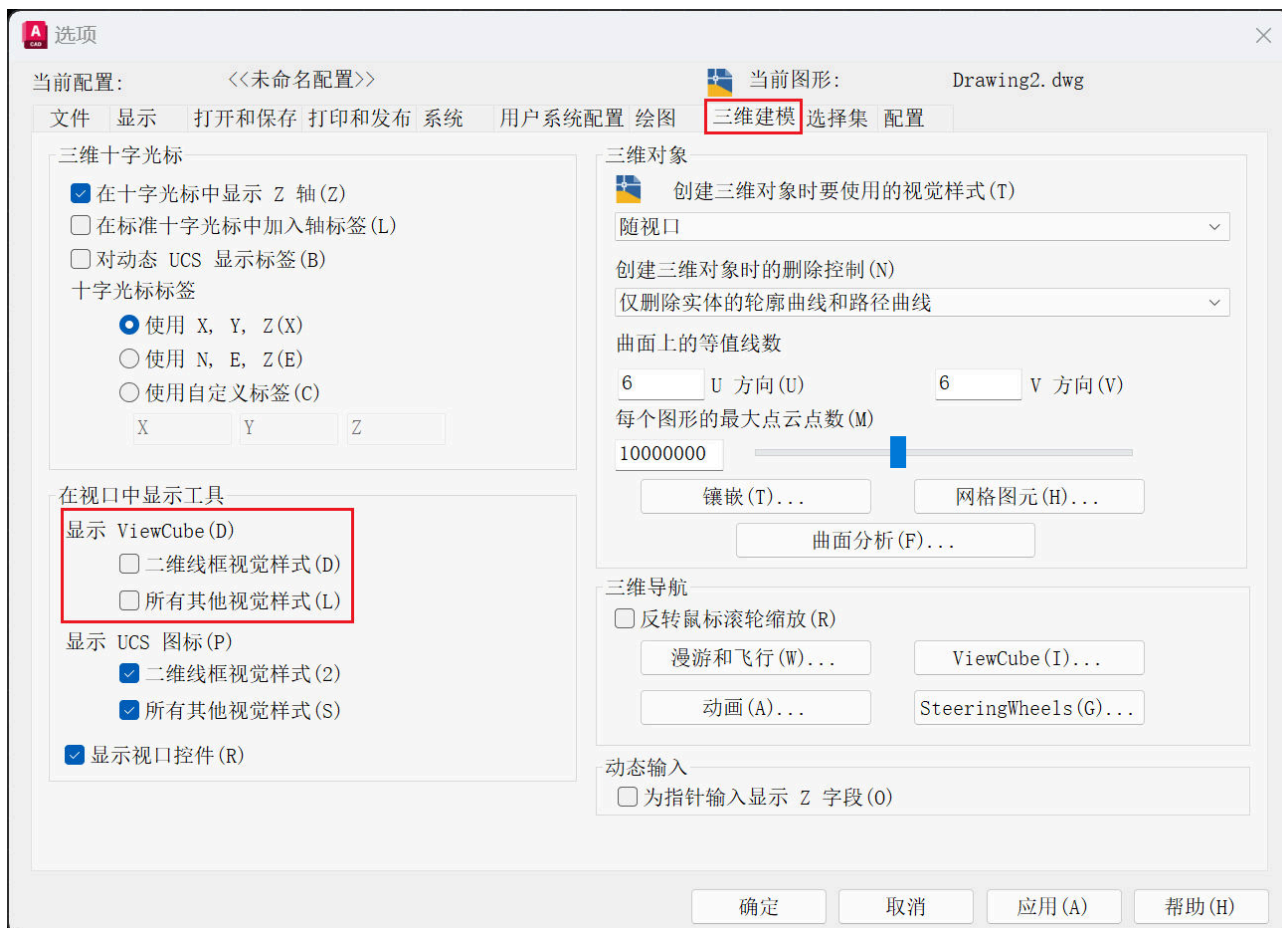 A CAD 选项
当前配置: <<未命名配置>> 当前图形: Drawing2.dwg
文件 显示 打开和保存 打印和发布 系统 用户系统配置 绘图 三维建模 选择集 配置
三维十字光标
在十字光标中显示 Z 轴(Z)
在标准十字光标中加入轴标签(L)
对动态 UCS 显示标签(B)
十字光标标签
使用 X, Y, Z(X)
使用 N, E, Z(E)
使用自定义标签(C)
X Y Z
在视口中显示工具
显示 ViewCube(D)
二维线框视觉样式(D)
所有其他视觉样式(L)
显示 UCS 图标(P)
二维线框视觉样式(2)
所有其他视觉样式(S)
显示视口控件(R)
三维对象
创建三维对象时要使用的视觉样式(T)
随视口
创建三维对象时的删除控制(N)
仅删除实体的轮廓曲线和路径曲线
曲面上的等值线数
6 U 方向(U) 6 V 方向(V)
每个图形的最大点云点数(M)
10000000
镶嵌(T)... 网格图元(H)...
曲面分析(F)...
三维导航
反转鼠标滚轮缩放(R)
漫游和飞行(W)... ViewCube(I)...
动画(A)... SteeringWheels(G)...
动态输入
为指针输入显示 Z 字段(O)
确定 取消 应用(A) 帮助(H)